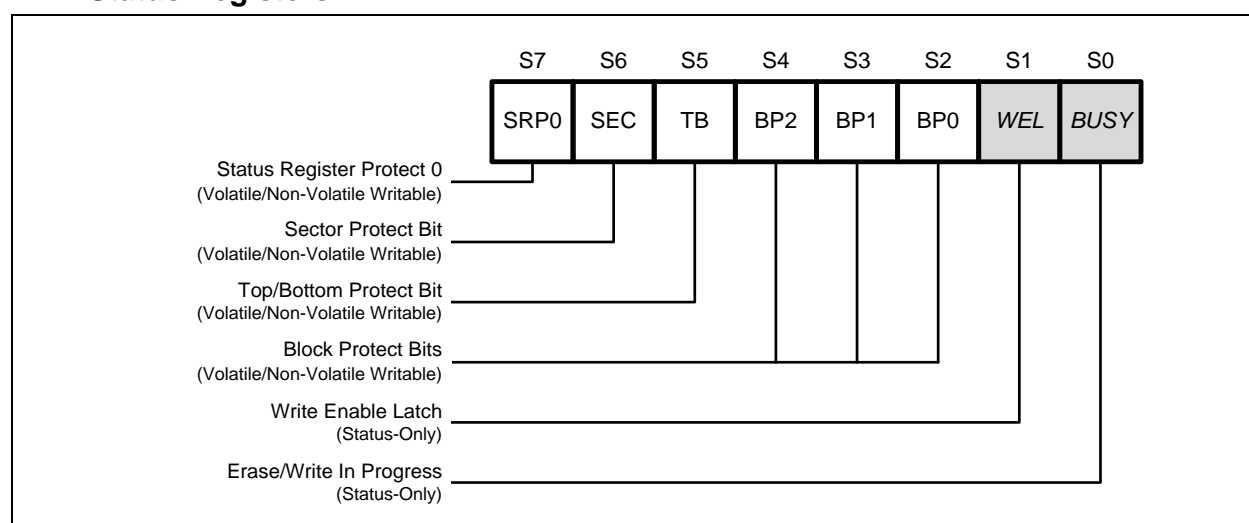 S7 S6 S5 S4 S3 S2 S1 S0
SRP0 SEC TB BP2 BP1 BP0 WEL BUSY
Status Register Protect 0
(Volatile/Non-Volatile Writable)
Sector Protect Bit
(Volatile/Non-Volatile Writable)
Top/Bottom Protect Bit
(Volatile/Non-Volatile Writable)
Block Protect Bits
(Volatile/Non-Volatile Writable)
Write Enable Latch
(Status-Only)
Erase/Write In Progress
(Status-Only)